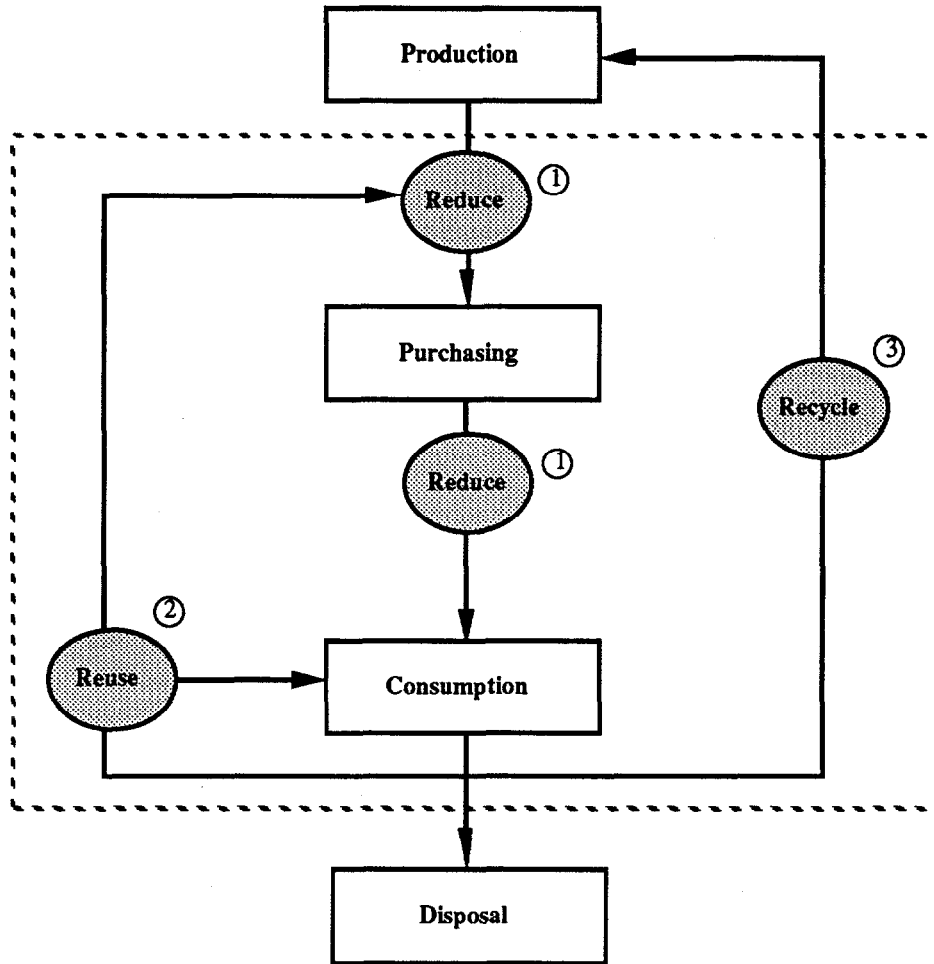 Production
1
Reduce
Purchasing
3
Recycle
1
Reduce
2
Reuse
Consumption
Disposal